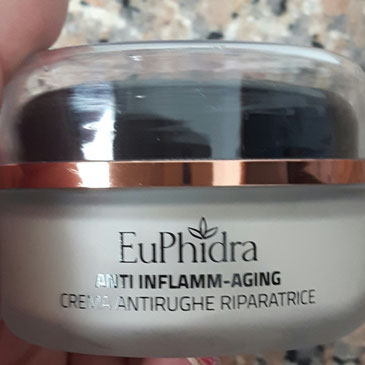 EuPhidra
ANTI INFLAMM-AGING
CREMA ANTIRUGHE RIPARATRICE